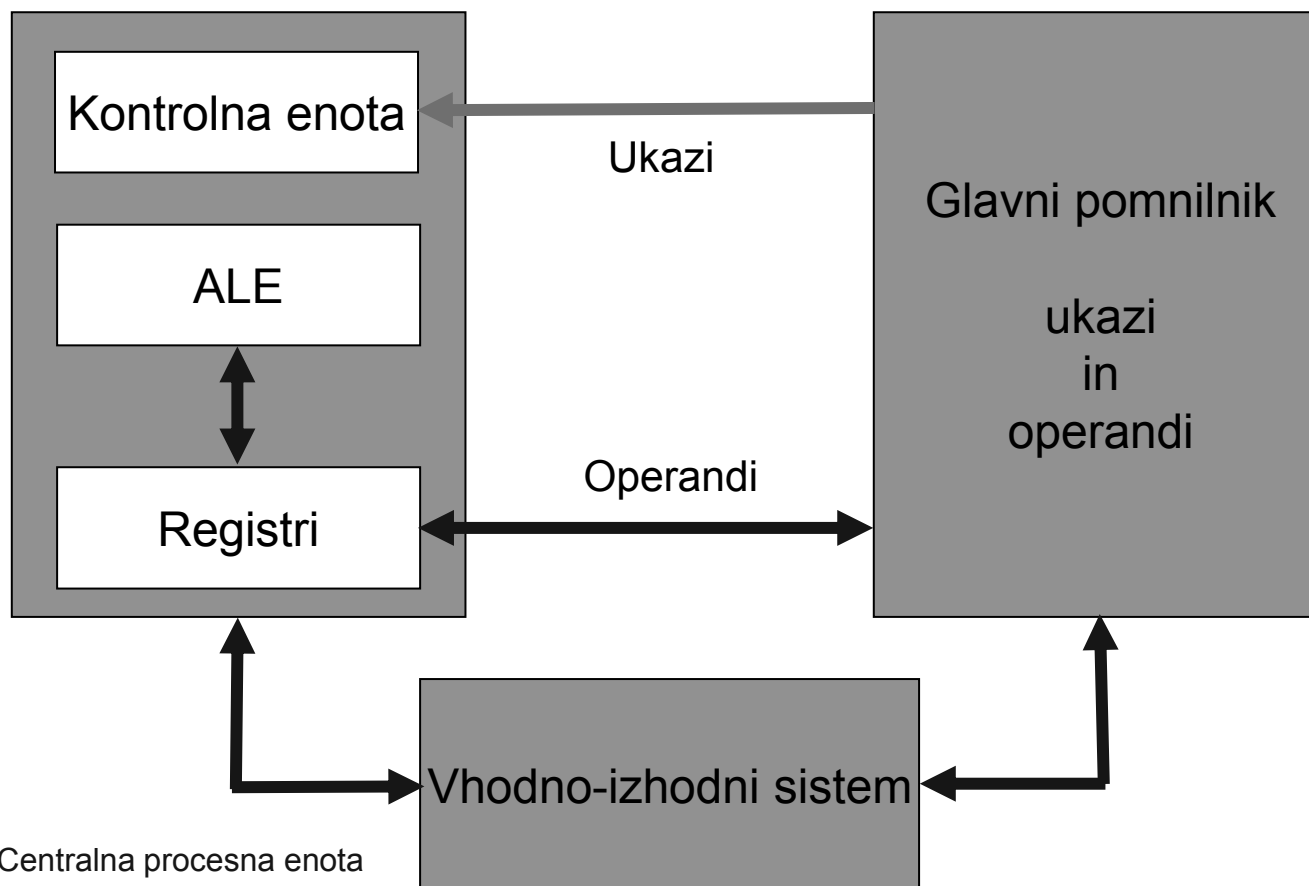 Kontrolna enota
Ukazi
ALE
Glavni pomnilnik
ukazi
in
operandi
Operandi
Registri
Vhodno-izhodni sistem
Centralna procesna enota